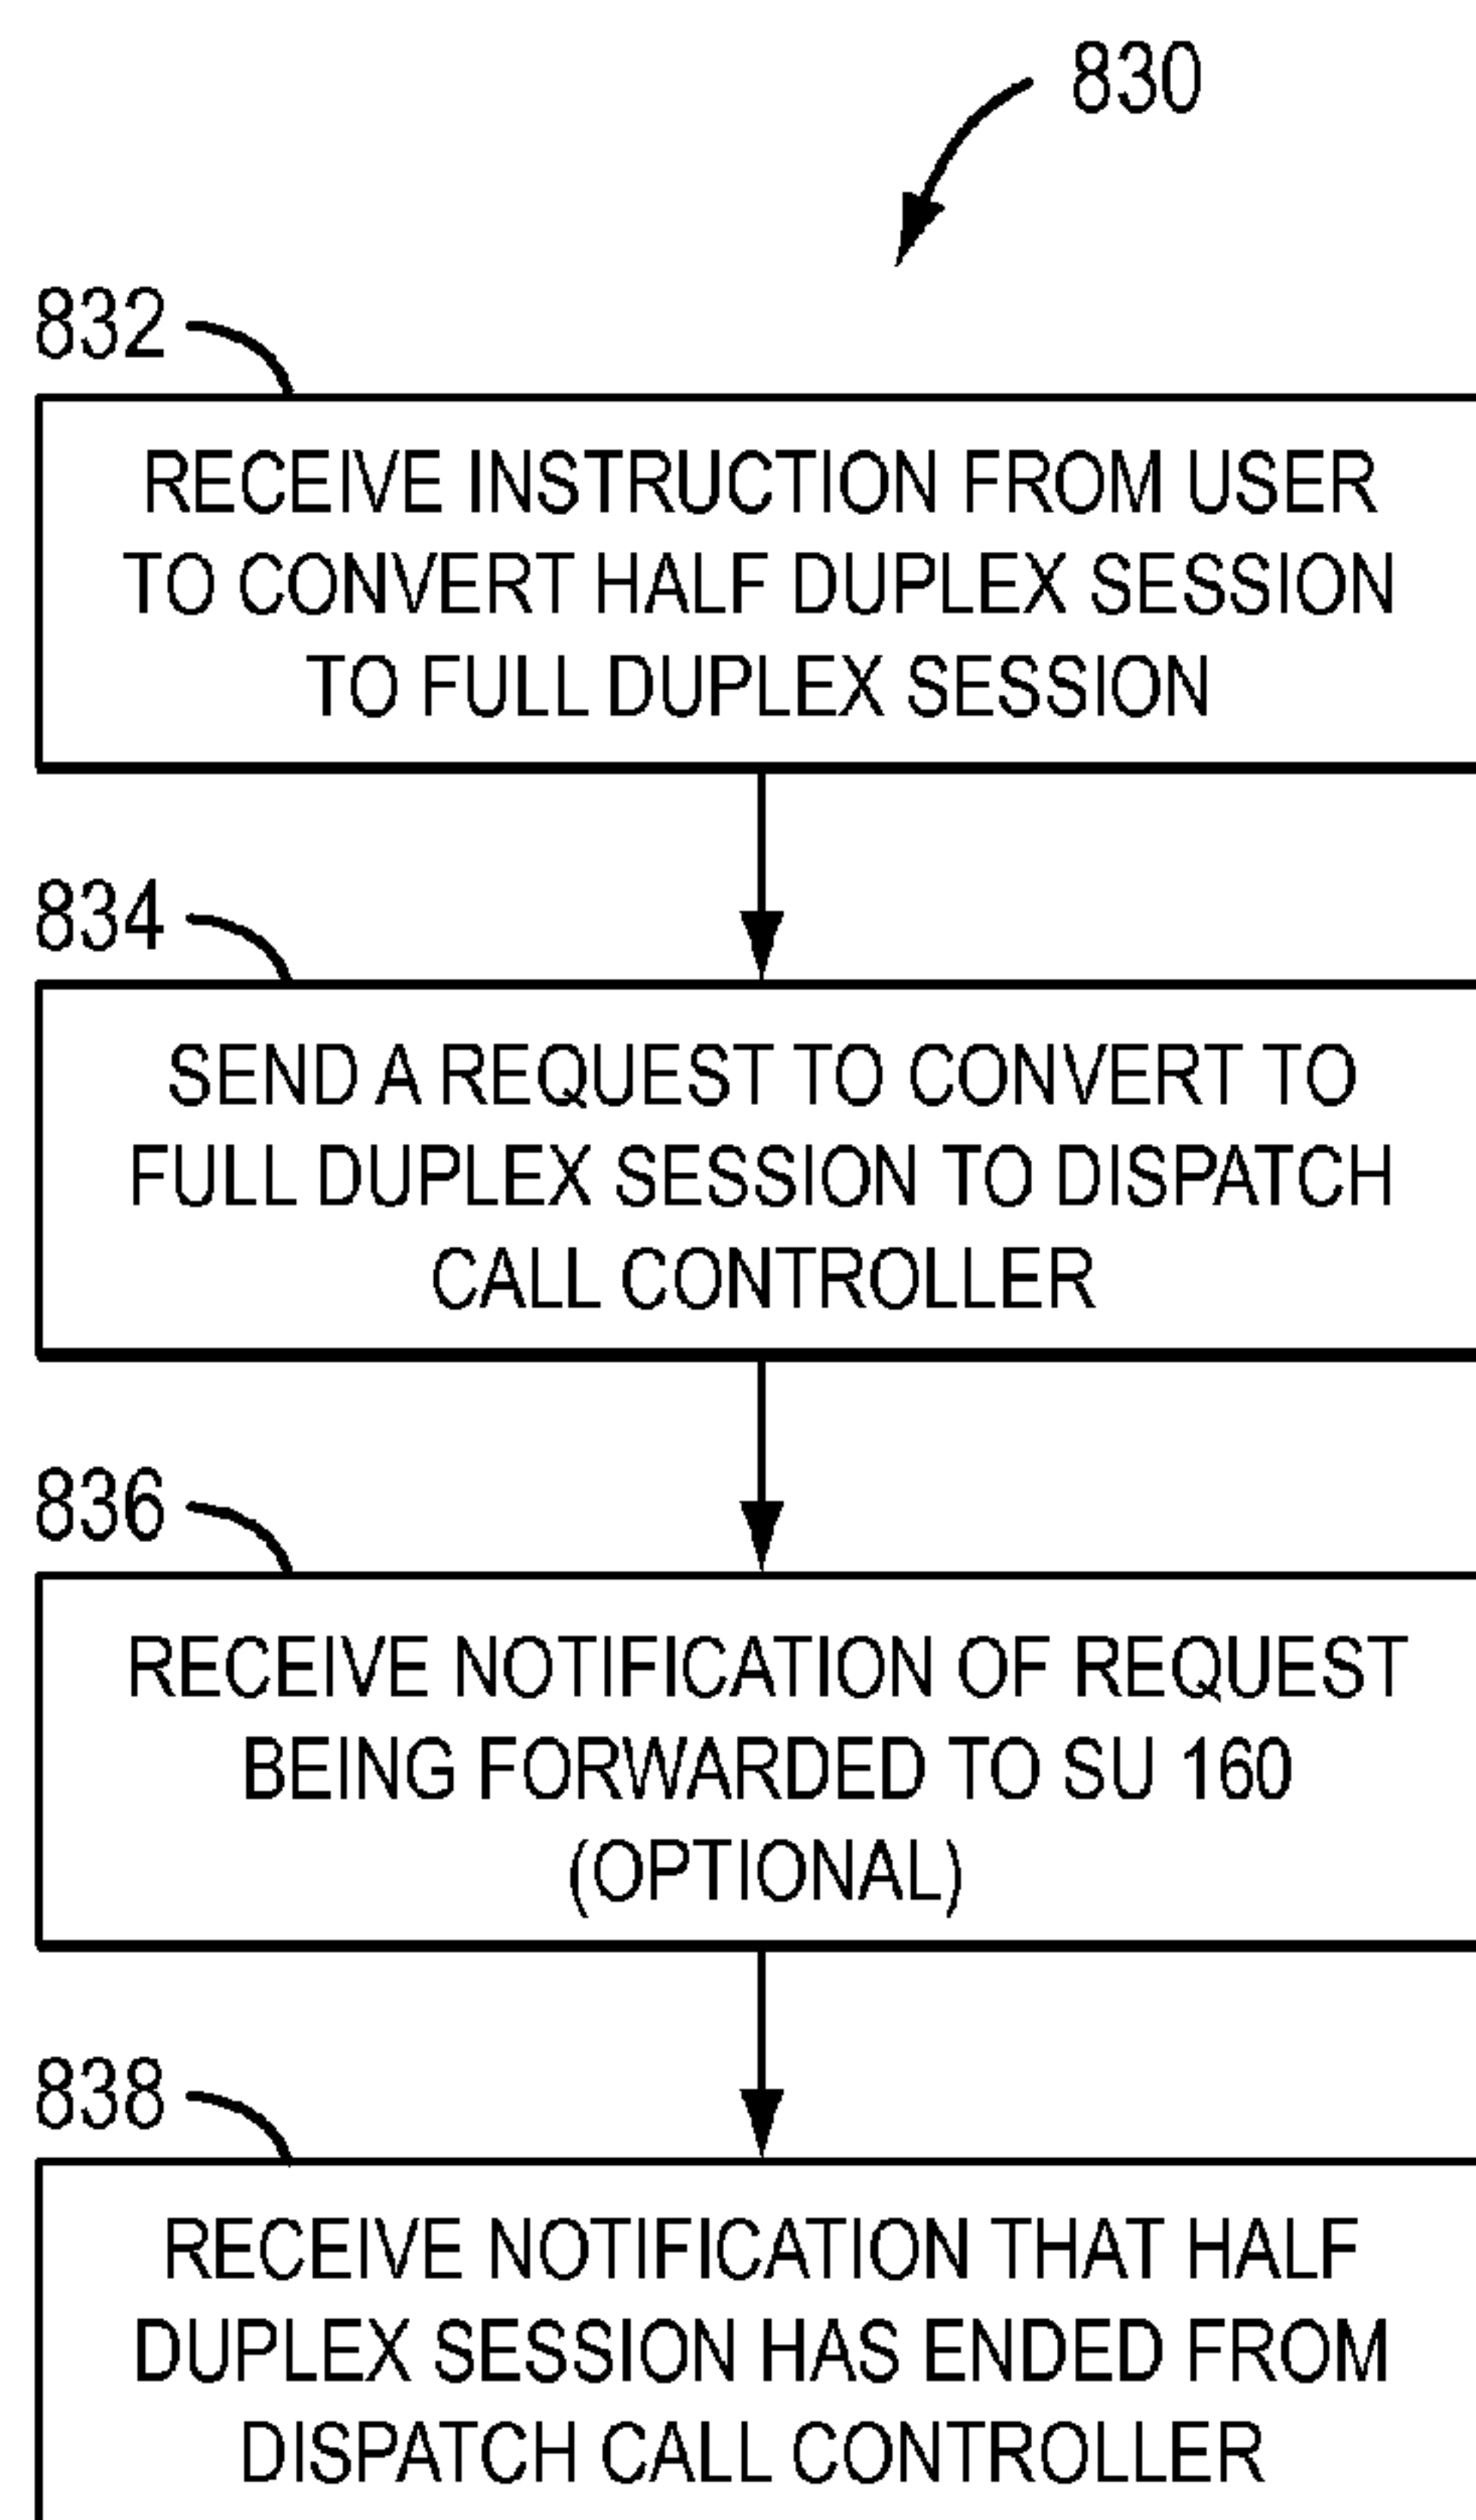 830
832
RECEIVE INSTRUCTION FROM USER
TO CONVERT HALF DUPLEX SESSION
TO FULL DUPLEX SESSION
834
SEND A REQUEST TO CONVERT TO
FULL DUPLEX SESSION TO DISPATCH
CALL CONTROLLER
836
RECEIVE NOTIFICATION OF REQUEST
BEING FORWARDED TO SU 160
(OPTIONAL)
838
RECEIVE NOTIFICATION THAT HALF
DUPLEX SESSION HAS ENDED FROM
DISPATCH CALL CONTROLLER